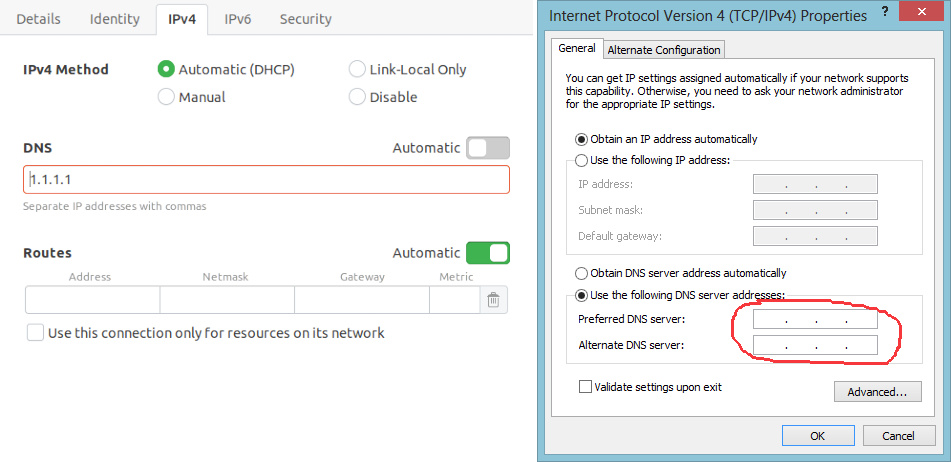 Details Identity IPv4 IPv6 Security
IPv4 Method Automatic (DHCP) Link-Local Only
Manual Disable
DNS Automatic
1.1.1.1
Separate IP addresses with commas
Routes Automatic
Address Netmask Gateway Metric
Use this connection only for resources on its network
Internet Protocol Version 4 (TCP/IPv4) Properties ? ×
General Alternate Configuration
You can get IP settings assigned automatically if your network supports
this capability. Otherwise, you need to ask your network administrator
for the appropriate IP settings.
Obtain an IP address automatically
Use the following IP address:
IP address: . . .
Subnet mask: . . .
Default gateway: . . .
Obtain DNS server address automatically
Use the following DNS server addresses:
Preferred DNS server: . . .
Alternate DNS server: . . .
Validate settings upon exit
Advanced...
OK Cancel